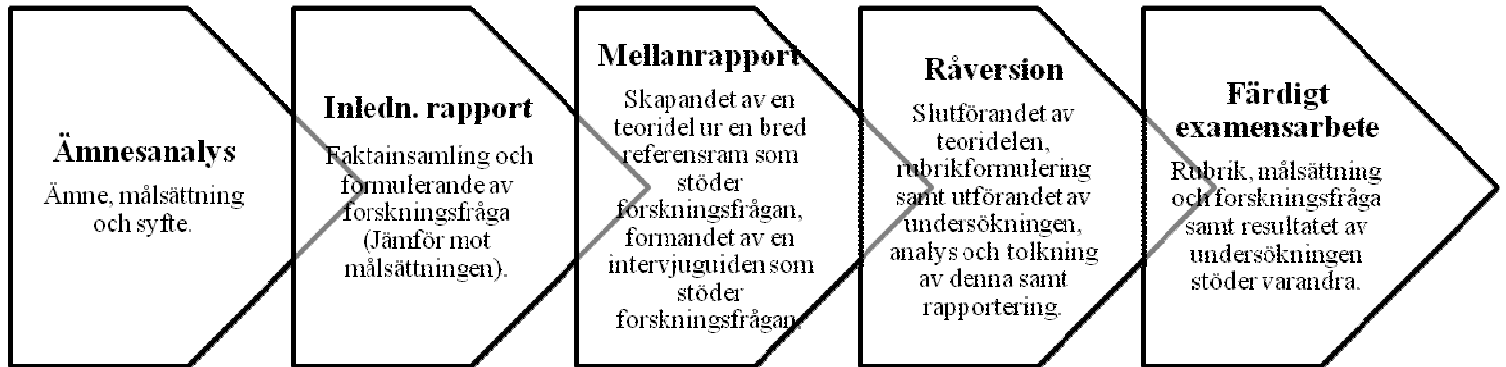 Ämnesanalys
Ämne, målsättning
och syfte.
Inledn. rapport
Faktainsamling och
formulerande av
forskningsfråga
(Jämför mot
målsättningen).
Mellanrapport
Skapandet av en
teoridel ur en bred
referensram som
stöder
forskningsfrågan,
formandet av en
intervjuguiden som
stöder
forskningsfrågan.
Råversion
Slutförandet av
teoridelen,
rubrikformulering
samt utförandet av
undersökningen,
analys och tolkning
av denna samt
rapportering.
Färdigt
examensarbete
Rubrik, målsättning
och forskningsfråga
samt resultatet av
undersökningen
stöder varandra.